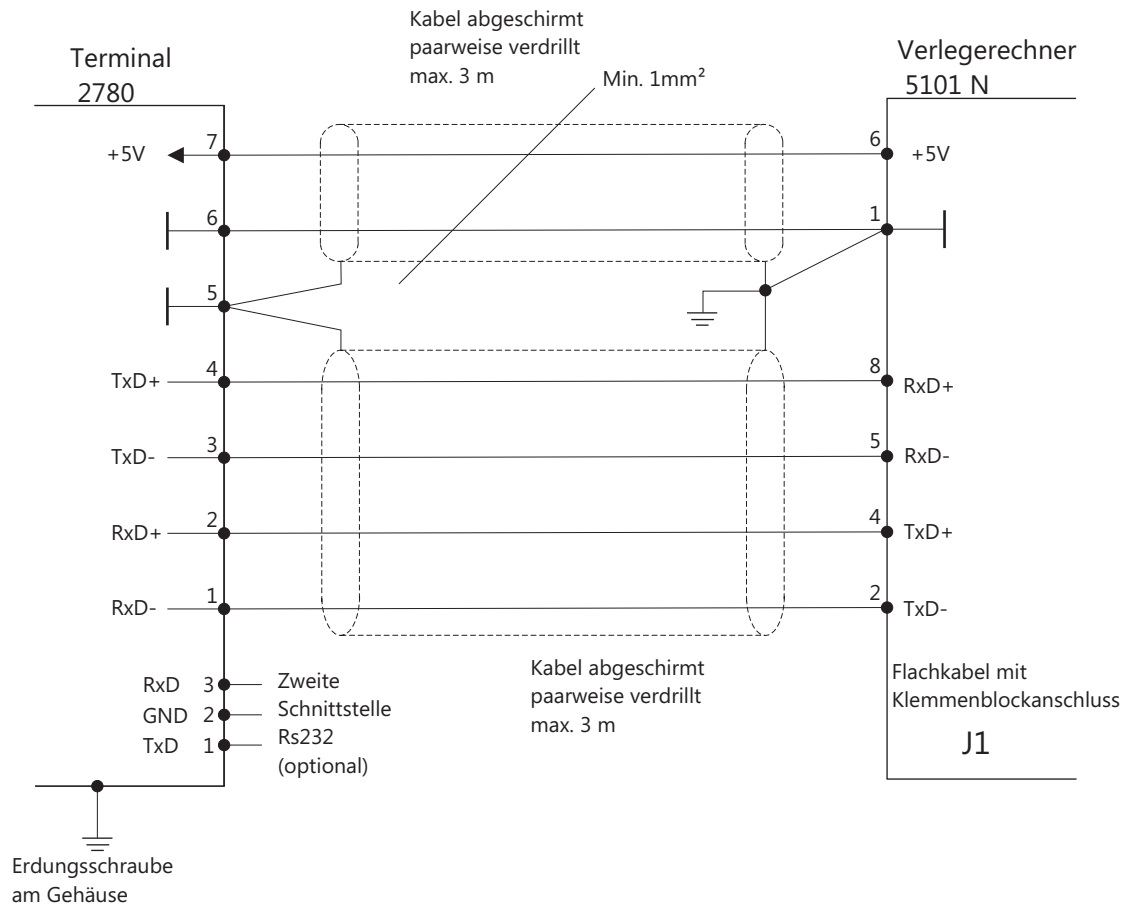 Kabel abgeschirmt
paarweise verdrillt
max. 3 m
Terminal
2780
Min. 1mm²
Verlegerechner
5101 N
+5V
7
6
+5V
6
1
5
TxD+
4
8
RxD+
TxD-
3
5
RxD-
RxD+
2
4
TxD+
RxD-
1
2
TxD-
RxD 3
GND 2
TxD 1
Zweite
Schnittstelle
Rs232
(optional)
Kabel abgeschirmt
paarweise verdrillt
max. 3 m
Flachkabel mit
Klemmenblockanschluss
J1
Erdungsschraube
am Gehäuse